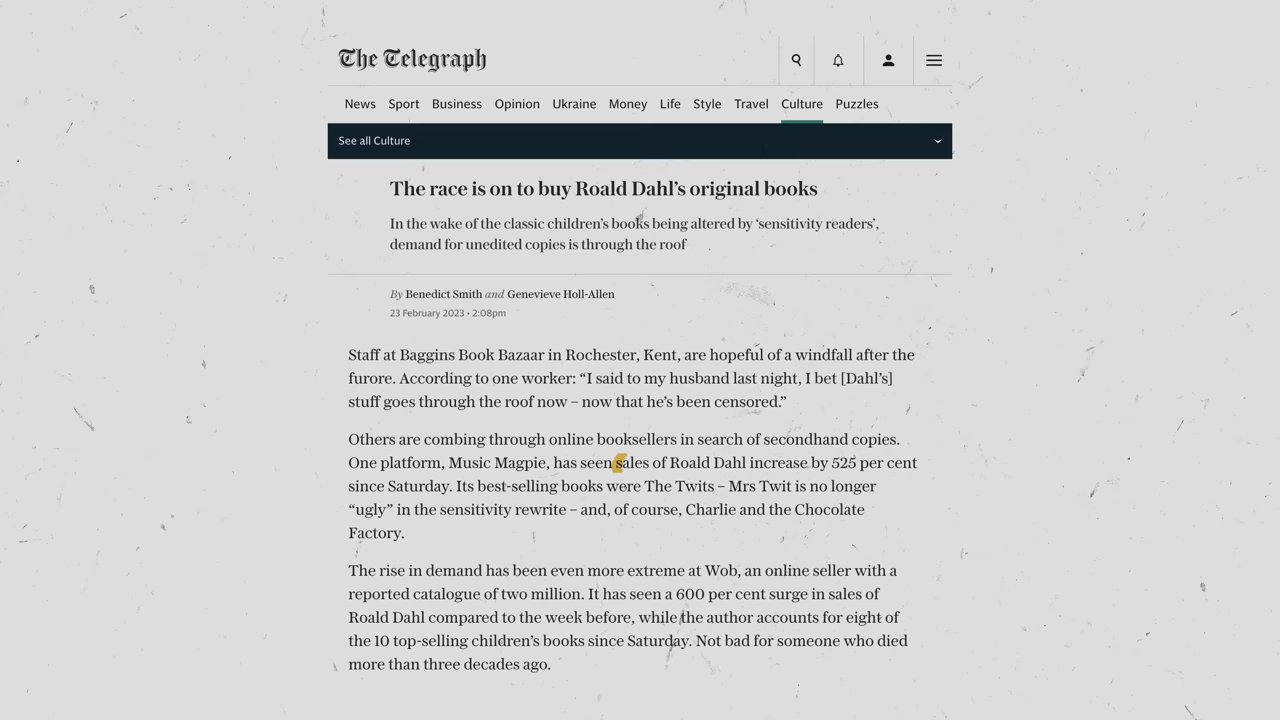 The Telegraph
News Sport Business Opinion Ukraine Money Life Style Travel Culture Puzzles
See all Culture
The race is on to buy Roald Dahl’s original books
In the wake of the classic children’s books being altered by ‘sensitivity readers’,
demand for unedited copies is through the roof
By Benedict Smith and Genevieve Holl-Allen
23 February 2023 • 2:08pm
Staff at Baggins Book Bazaar in Rochester, Kent, are hopeful of a windfall after the
furore. According to one worker: “I said to my husband last night, I bet [Dahl’s]
stuff goes through the roof now – now that he’s been censored.”
Others are combing through online booksellers in search of secondhand copies.
One platform, Music Magpie, has seen sales of Roald Dahl increase by 525 per cent
since Saturday. Its best-selling books were The Twits – Mrs Twit is no longer
“ugly” in the sensitivity rewrite – and, of course, Charlie and the Chocolate
Factory.
The rise in demand has been even more extreme at Wob, an online seller with a
reported catalogue of two million. It has seen a 600 per cent surge in sales of
Roald Dahl compared to the week before, while the author accounts for eight of
the 10 top-selling children’s books since Saturday. Not bad for someone who died
more than three decades ago.